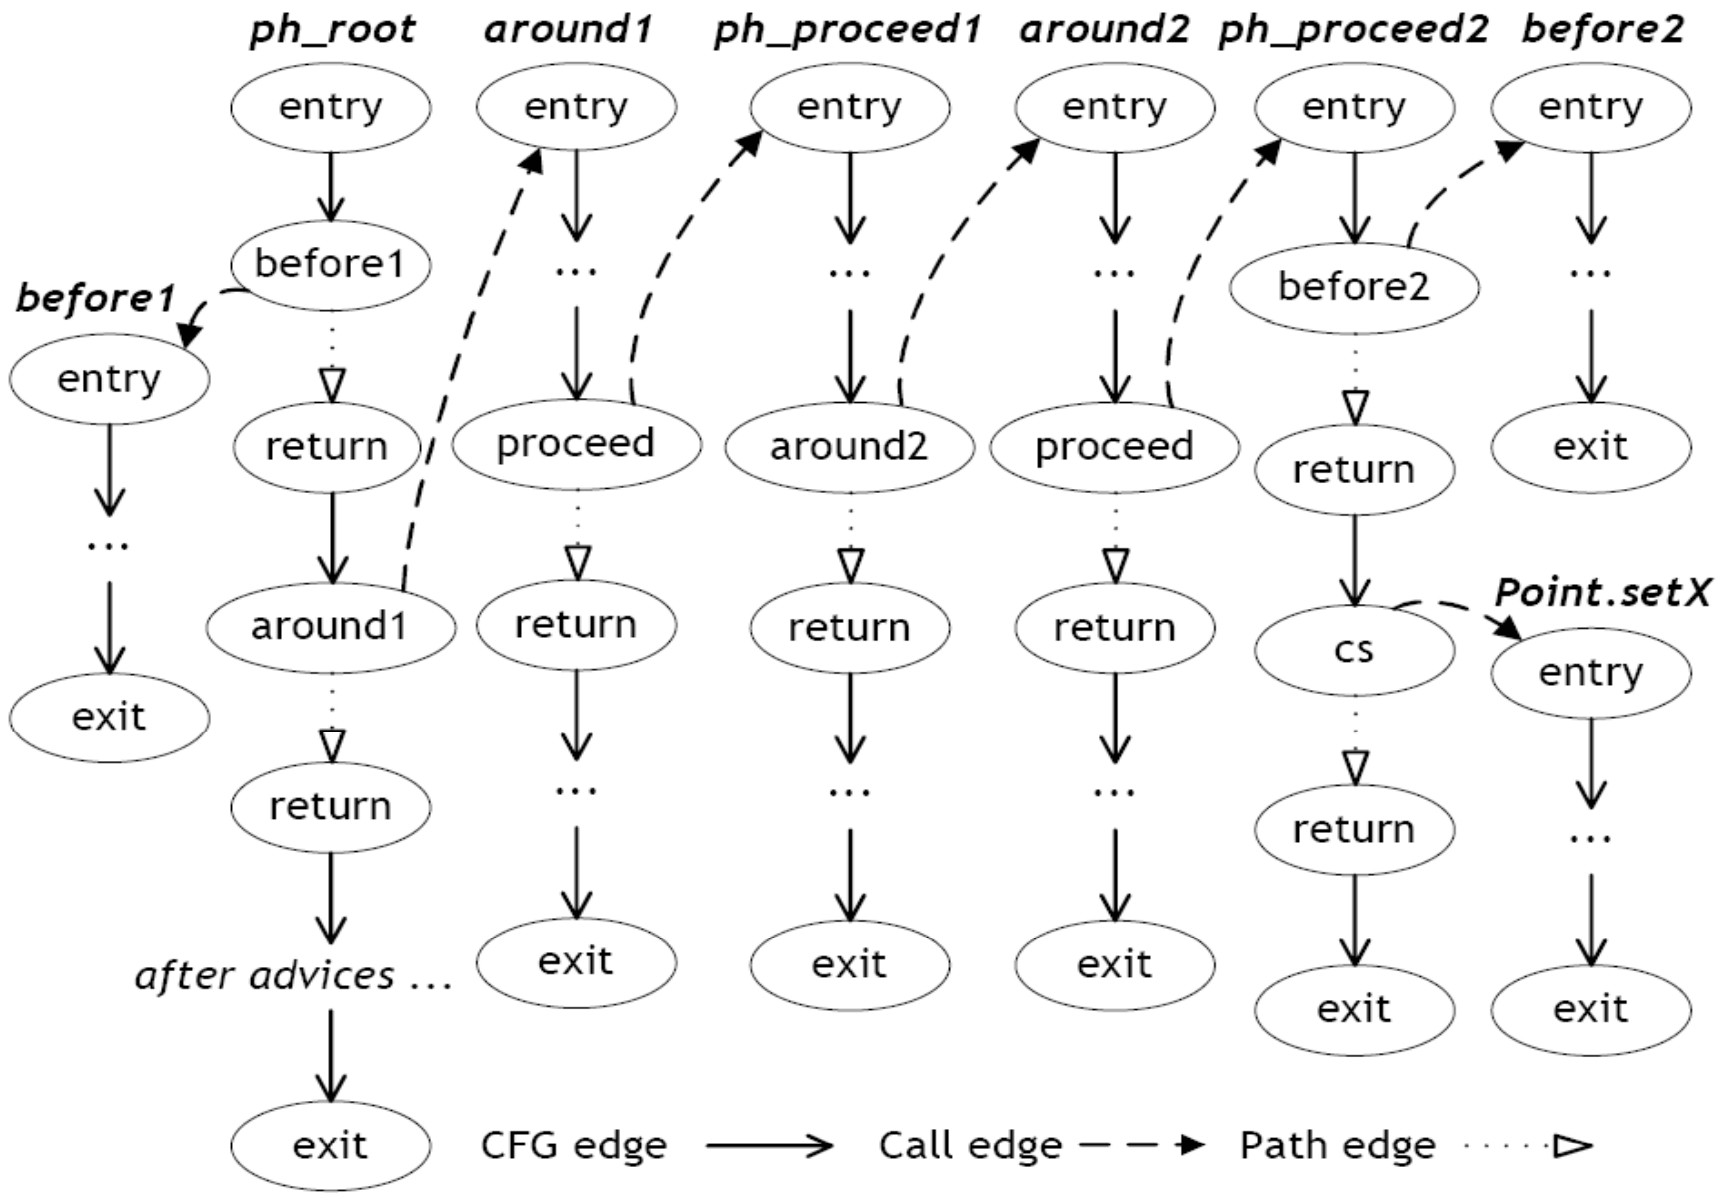 ph_root around1 ph_proceed1 around2 ph_proceed2 before2
entry entry entry entry entry entry
before1
before2
... ... ... ...
before1
entry
return proceed around2 proceed return exit
...
around1 return return return cs Point.setX
entry
exit
return ... ... ... return ...
after advices ... exit exit exit exit exit
exit CFG edge Call edge Path edge